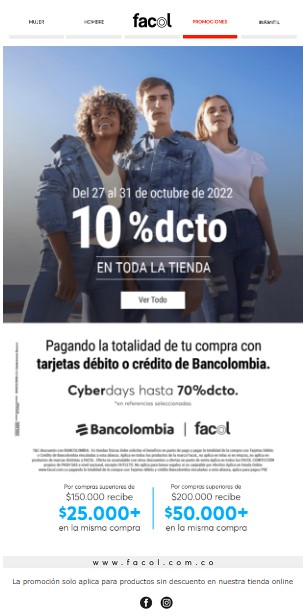 MUJER
HOMBRE
facol
PROMOCIONES
INFANTIL
Del 27 al 31 de octubre de 2022
10 %dcto
EN TODA LA TIENDA
Ver Todo
Pagando la totalidad de tu compra con
tarjetas débito o crédito de Bancolombia.
Cyberdays hasta 70%dcto.
*en referencias seleccionadas.
Bancolombia | facol
Por compras superiores de
$150.000 recibe
$25.000+
en la misma compra
Por compras superiores de
$200.000 recibe
$50.000+
en la misma compra
www.facol.com.co
La promoción solo aplica para productos sin descuento en nuestra tienda online